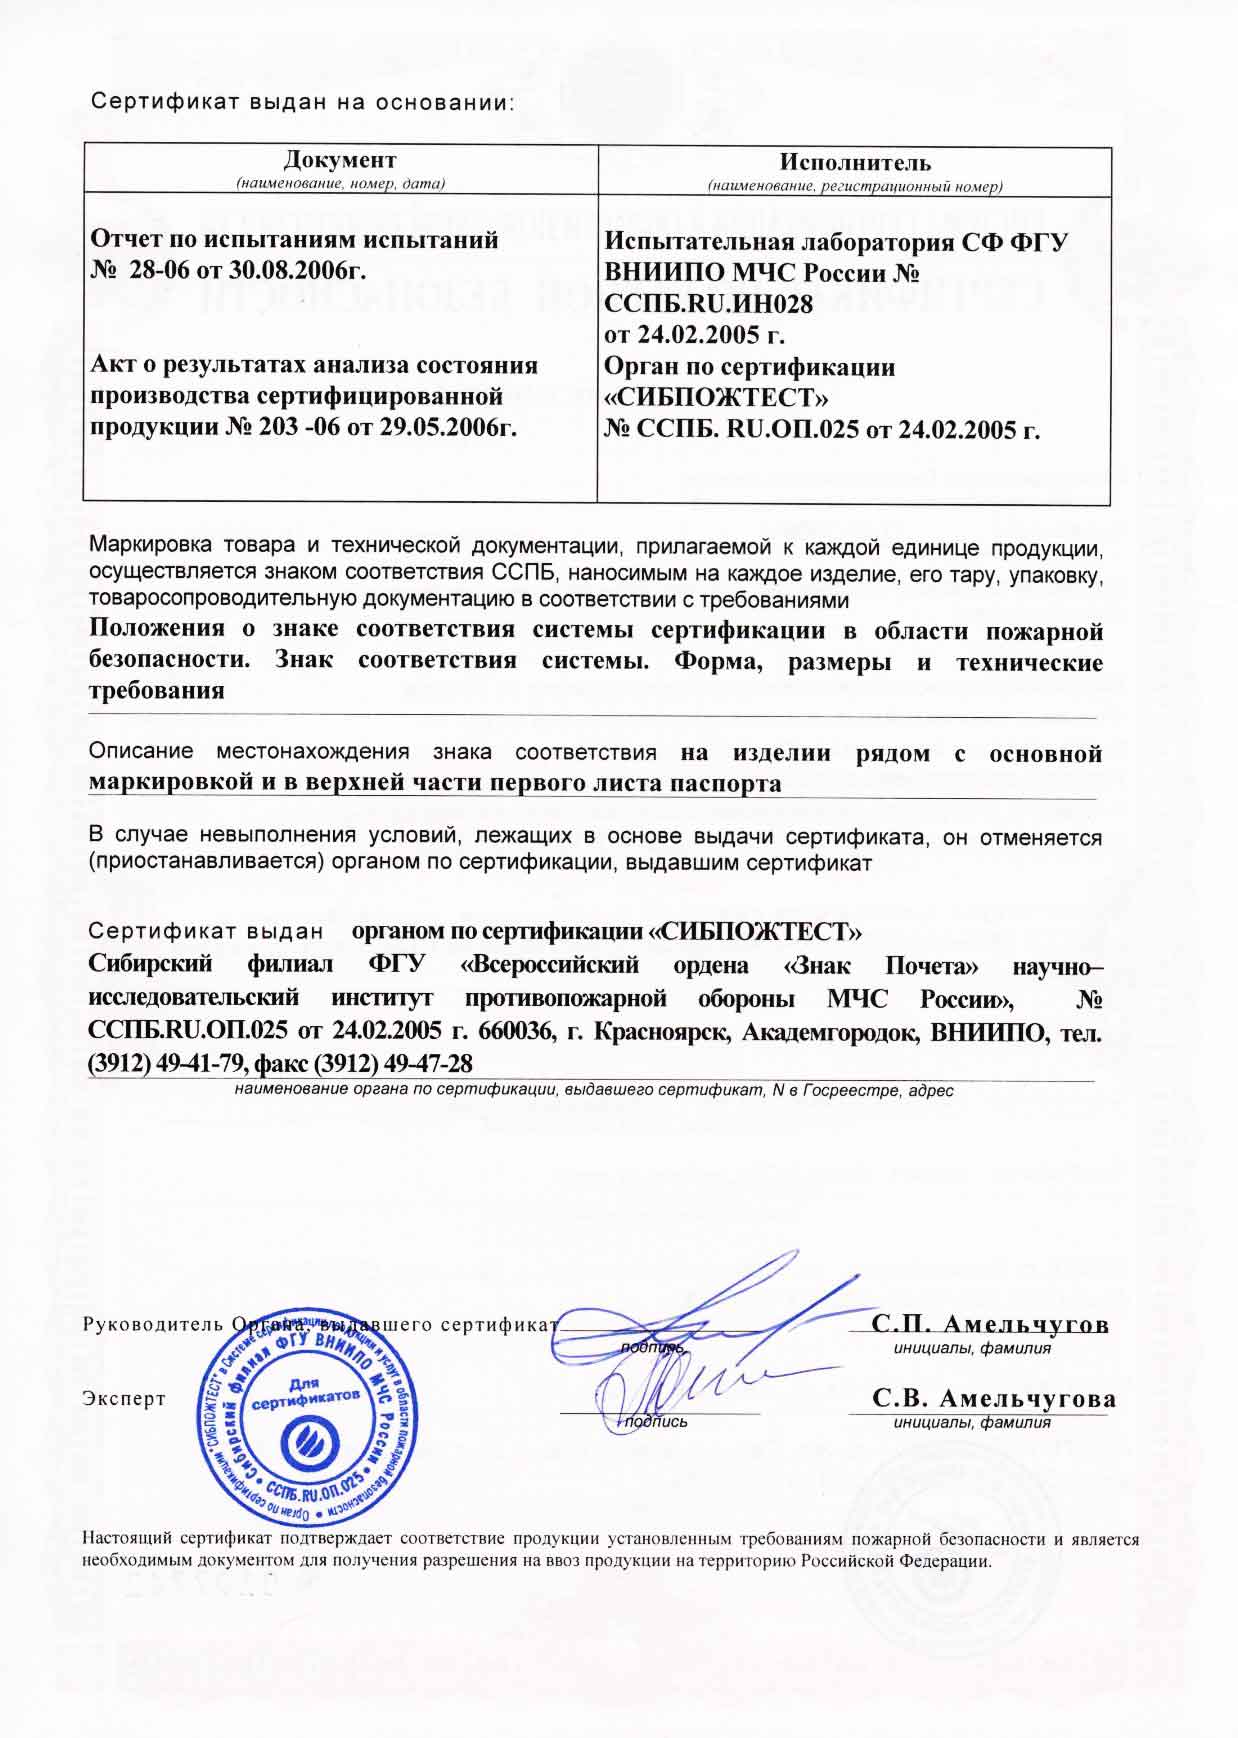 Сертификат выдан на основании:
Документ
(наименование, номер, дата)
Исполнитель
(наименование, регистрационный номер)
Отчет по испытаниям испытаний
№ 28-06 от 30.08.2006г.
Акт о результатах анализа состояния
производства сертифицированной
продукции № 203 -06 от 29.05.2006г.
Испытательная лаборатория СФ ФГУ
ВНИИПО МЧС России №
ССПБ.RU.ИН028
от 24.02.2005 г.
Орган по сертификации
«СИБПОЖТЕСТ»
№ ССПБ. RU.ОП.025 от 24.02.2005 г.
Маркировка товара и технической документации, прилагаемой к каждой единице продукции,
осуществляется знаком соответствия ССПБ, наносимым на каждое изделие, его тару, упаковку,
товаросопроводительную документацию в соответствии с требованиями
Положения о знаке соответствия системы сертификации в области пожарной
безопасности. Знак соответствия системы. Форма, размеры и технические
требования
Описание местонахождения знака соответствия на изделии рядом с основной
маркировкой и в верхней части первого листа паспорта
В случае невыполнения условий, лежащих в основе выдачи сертификата, он отменяется
(приостанавливается) органом по сертификации, выдавшим сертификат
Сертификат выдан органом по сертификации «СИБПОЖТЕСТ»
Сибирский филиал ФГУ «Всероссийский ордена «Знак Почета» научно–
исследовательский институт противопожарной обороны МЧС России», №
ССПБ.RU.ОП.025 от 24.02.2005 г. 660036, г. Красноярск, Академгородок, ВНИИПО, тел.
(3912) 49-41-79, факс (3912) 49-47-28
наименование органа по сертификации, выдавшего сертификат, N в Госреестре, адрес
Руководитель Органа, выдавшего сертификат
подпись
С.П. Амельчугов
инициалы, фамилия
Эксперт
подпись
С.В. Амельчугова
инициалы, фамилия
Орган по сертификации "СИБПОЖТЕСТ" в Системе сертификации продукции и услуг в области пожарной безопасности
Сибирский филиал ФГУ ВНИИПО МЧС России
ССПБ.RU.ОП.025
Для
сертификатов
Настоящий сертификат подтверждает соответствие продукции установленным требованиям пожарной безопасности и является
необходимым документом для получения разрешения на ввоз продукции на территорию Российской Федерации.